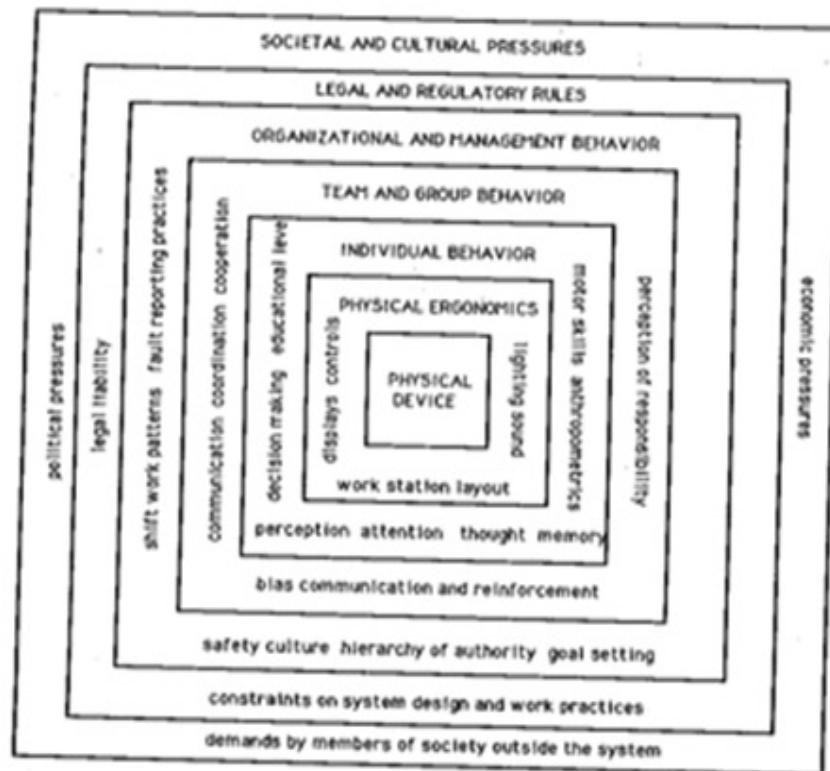 SOCIETAL AND CULTURAL PRESSURES
LEGAL AND REGULATORY RULES
ORGANIZATIONAL AND MANAGEMENT BEHAVIOR
TEAM AND GROUP BEHAVIOR
INDIVIDUAL BEHAVIOR
PHYSICAL ERGONOMICS
PHYSICAL
DEVICE
political pressures
legal liability
shift work patterns fault reporting practices
communication coordination cooperation
decision making educational level
displays controls
lighting sound
motor skills anthropometrics
perception of responsibility
economic pressures
work station layout
perception attention thought memory
bias communication and reinforcement
safety culture hierarchy of authority goal setting
constraints on system design and work practices
demands by members of society outside the system